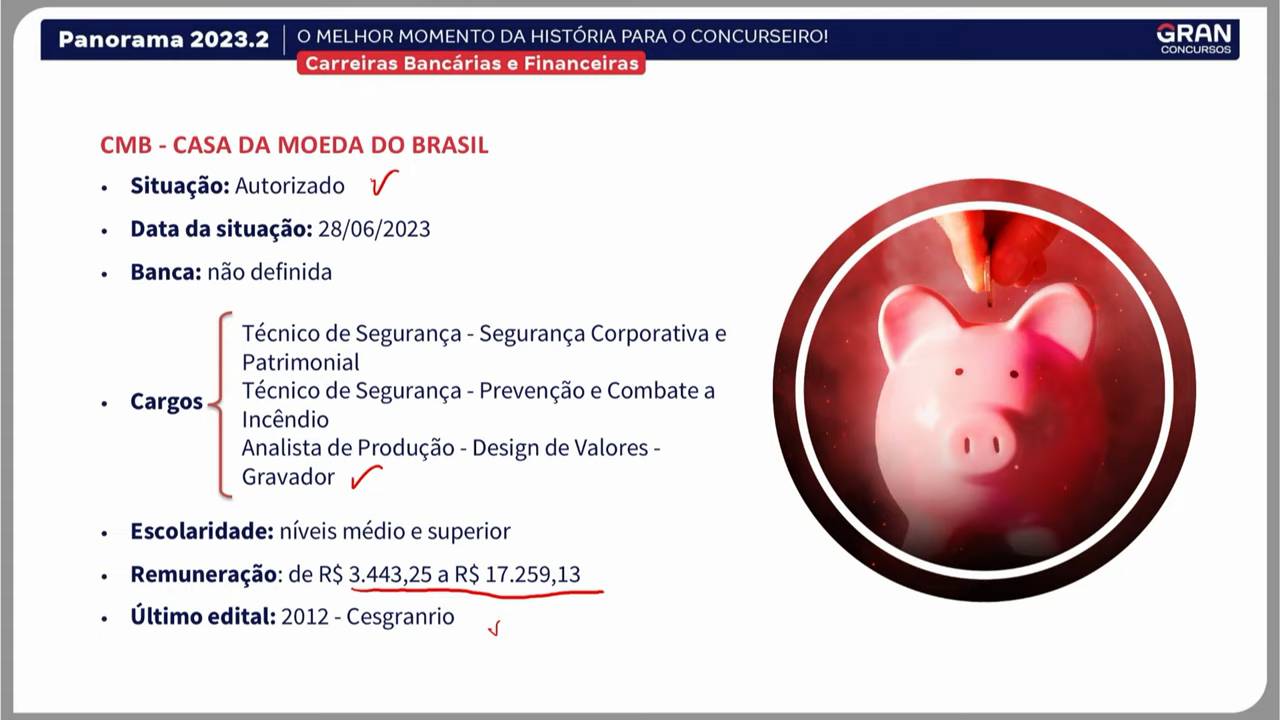 Panorama 2023.2
O MELHOR MOMENTO DA HISTÓRIA PARA O CONCURSEIRO!
GRAN
CONCURSOS
Carreiras Bancárias e Financeiras
CMB - CASA DA MOEDA DO BRASIL
• Situação: Autorizado
• Data da situação: 28/06/2023
• Banca: não definida
• Cargos
Técnico de Segurança - Segurança Corporativa e
Patrimonial
Técnico de Segurança - Prevenção e Combate a
Incêndio
Analista de Produção - Design de Valores -
Gravador
• Escolaridade: níveis médio e superior
• Remuneração: de R$ 3.443,25 a R$ 17.259,13
• Último edital: 2012 - Cesgranrio